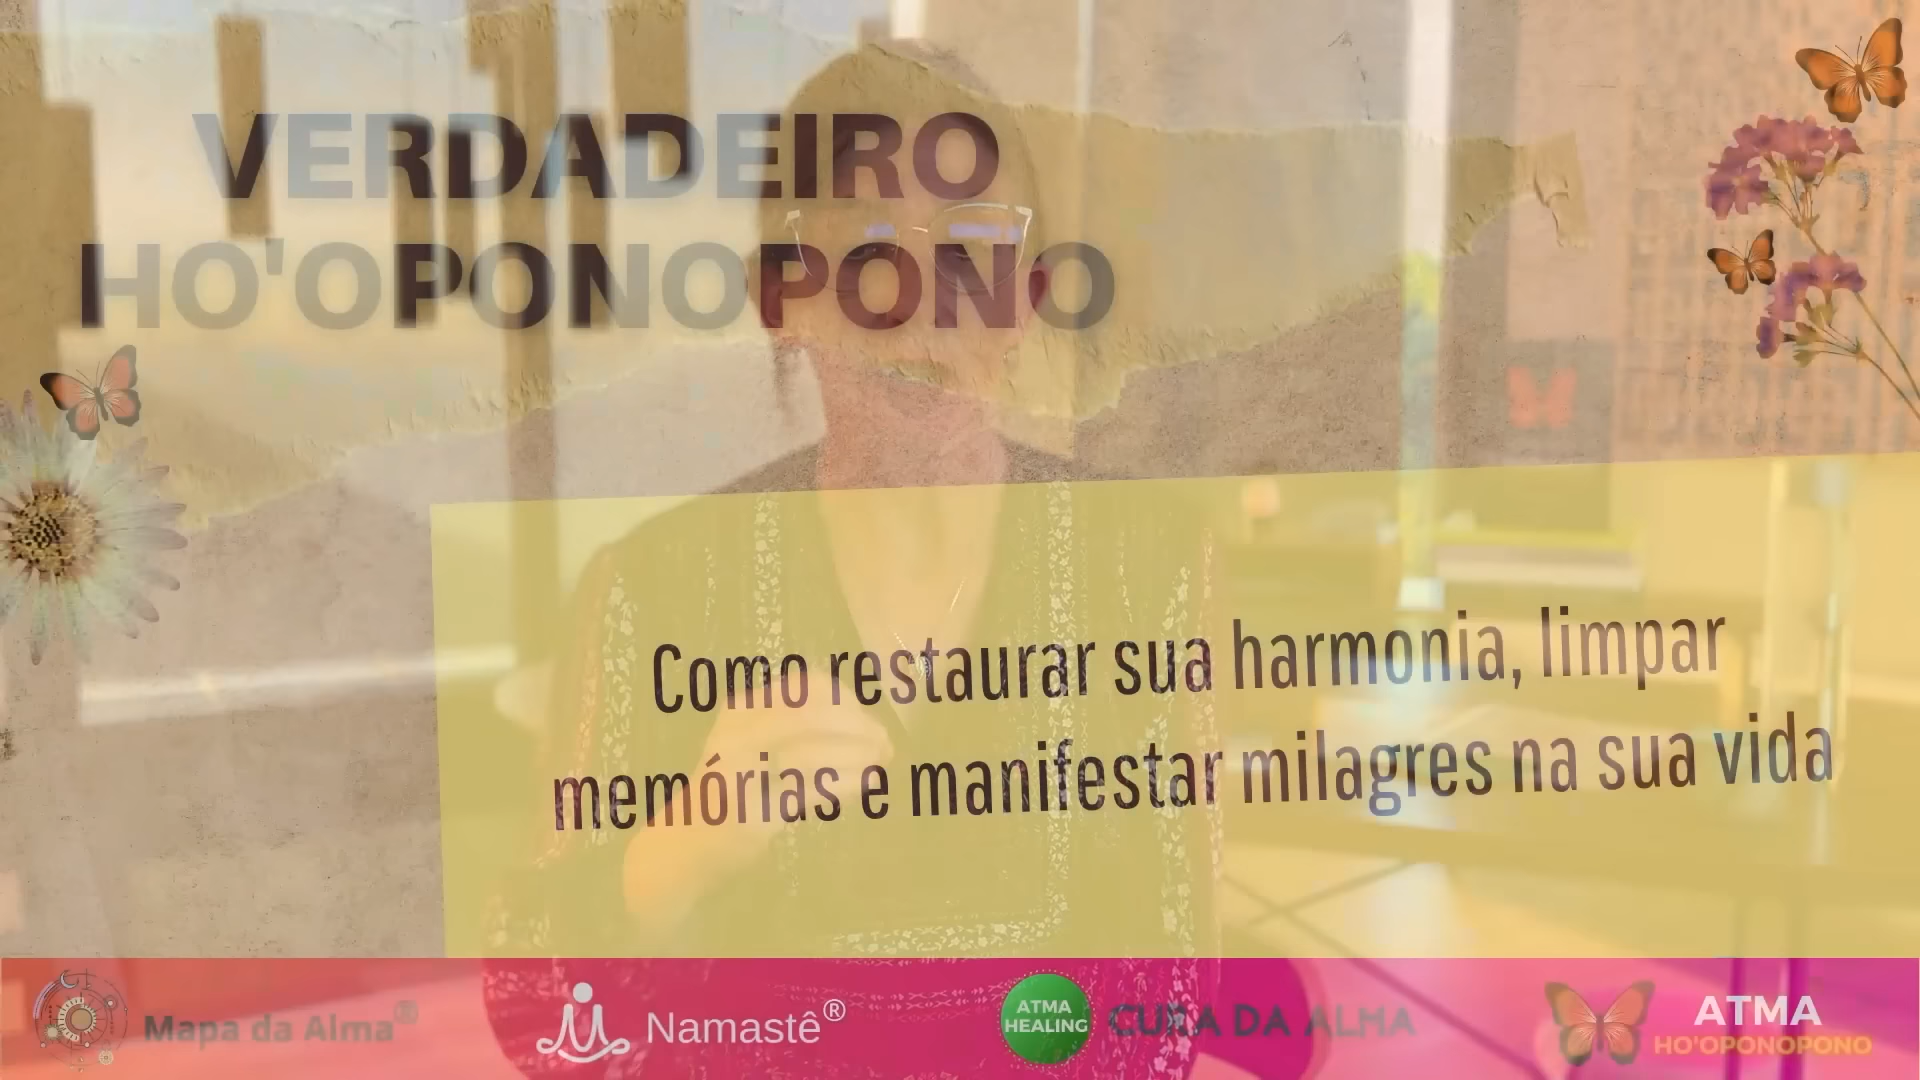 VERDADEIRO
HO'OPONOPONO
Como restaurar sua harmonia, limpar
memórias e manifestar milagres na sua vida
Mapa da Alma®
Namastê®
ATMA
HEALING
CURA DA ALMA
ATMA
HO'OPONOPONO